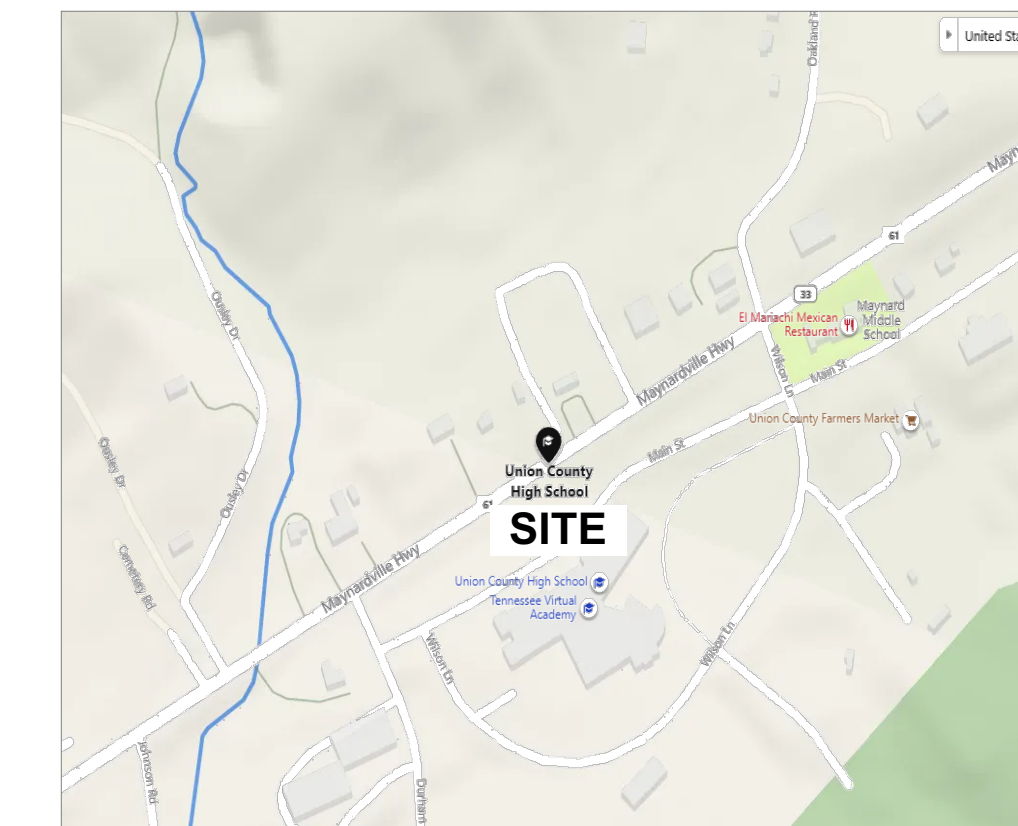 Oakland R
United Sta
Mayn
61
33
Maynard
Middle
School
El Mariachi Mexican
Restaurant
Ousley Dr
Maynardville Hwy
Wilson Ln
Main St
Union County Farmers Market
Main St
Ousley Dr
Ousley Dr
Union County
High School
61
SITE
Maynardville Hwy
Cemetery Rd
Union County High School
Tennessee Virtual
Academy
Wilson Ln
Wilson Ln
Johnson Rd
Durham